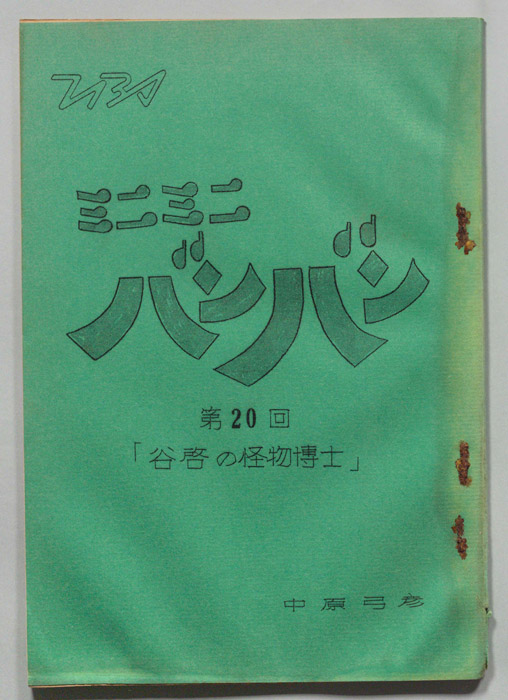 ミニミニ
バンバン
第20回
「谷啓の怪物博士」
中原弓彦